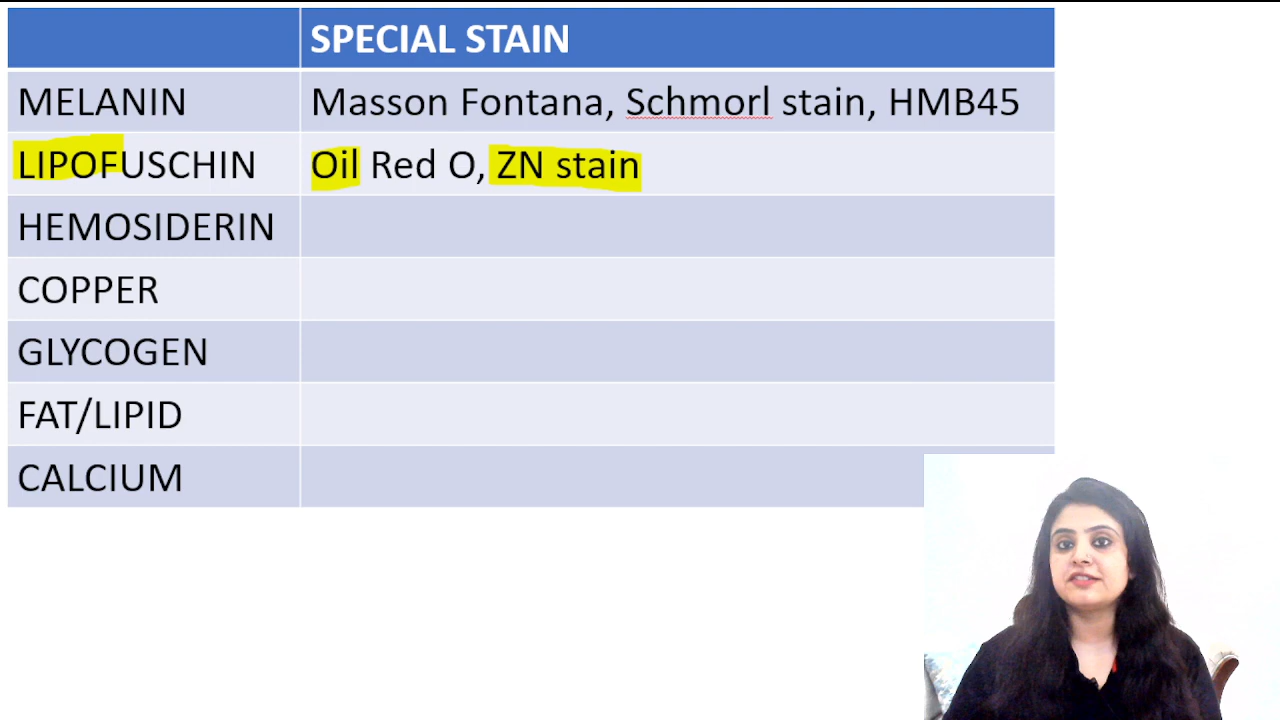 SPECIAL STAIN
MELANIN Masson Fontana, Schmorl stain, HMB45
LIPOFUSCHIN Oil Red O, ZN stain
HEMOSIDERIN
COPPER
GLYCOGEN
FAT/LIPID
CALCIUM